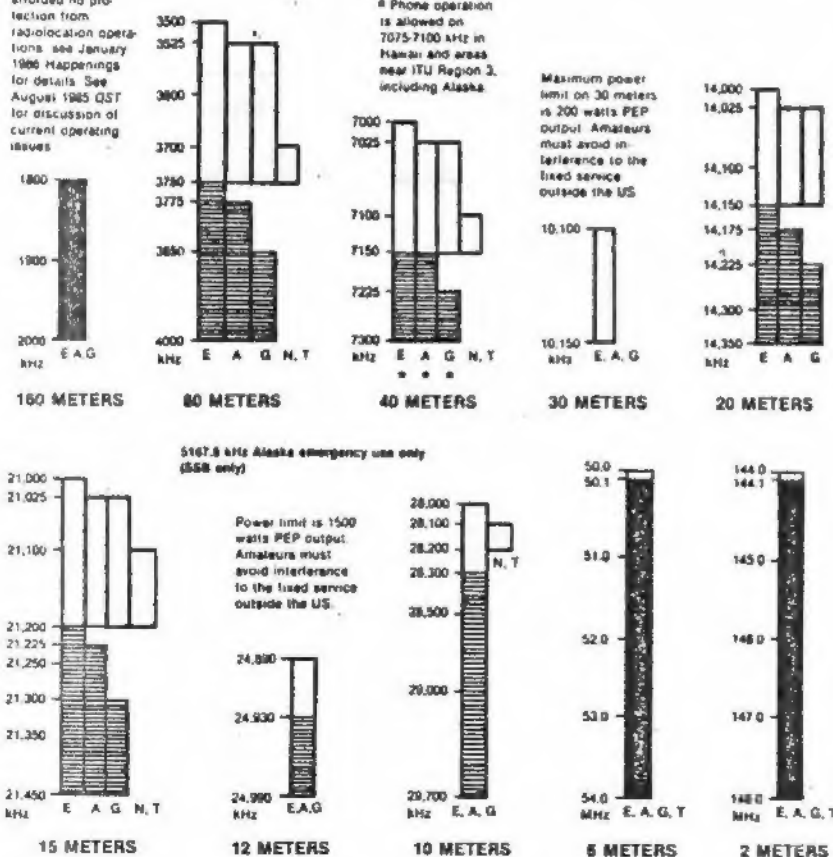 afforded no pro-
tection from
radiolocation opera-
tions see January
1986 Happenings
for details. See
August 1985 QST
for discussion of
current operating
issues
1800
1900
2000
kHz
E A G
160 METERS
3500
3525
3600
3700
3750
3775
3850
4000
kHz
E A G N, T
80 METERS
* Phone operation
is allowed on
7075-7100 kHz in
Hawaii and areas
near ITU Region 3,
including Alaska
7000
7025
7100
7150
7225
7300
kHz
E A G N, T
* * *
40 METERS
Maximum power
limit on 30 meters
is 200 watts PEP
output. Amateurs
must avoid in-
terference to the
fixed service
outside the US
10,100
10,150
kHz
E, A, G
30 METERS
14,000
14,025
14,100
14,150
14,175
14,225
14,300
14,350
kHz
E A G
20 METERS
21,000
21,025
21,100
21,200
21,225
21,250
21,300
21,350
21,450
kHz
E A G N, T
15 METERS
5167.5 kHz Alaska emergency use only
(SSB only)
Power limit is 1500
watts PEP output.
Amateurs must
avoid interference
to the fixed service
outside the US.
24,890
24,930
24,990
kHz
E,A,G
12 METERS
28,000
28,100
28,200
28,300
28,500
29,000
29,700
kHz
N, T
E, A, G
10 METERS
50.0
50.1
51.0
52.0
53.0
54.0
MHz
E, A, G, T
6 METERS
144.0
144.1
145.0
146.0
147.0
148.0
MHz
E, A, G, T
2 METERS